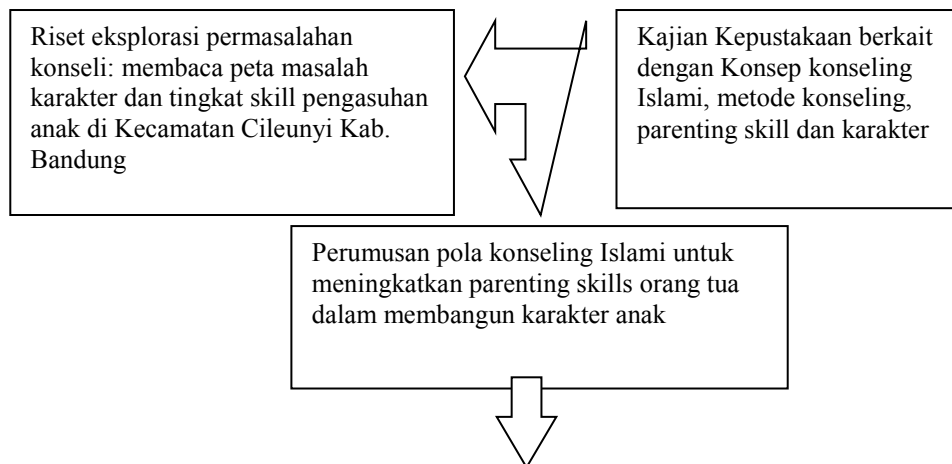 Riset eksplorasi permasalahan
konseli: membaca peta masalah
karakter dan tingkat skill pengasuhan
anak di Kecamatan Cileunyi Kab.
Bandung
Kajian Kepustakaan berkait
dengan Konsep konseling
Islami, metode konseling,
parenting skill dan karakter
Perumusan pola konseling Islami untuk
meningkatkan parenting skills orang tua
dalam membangun karakter anak